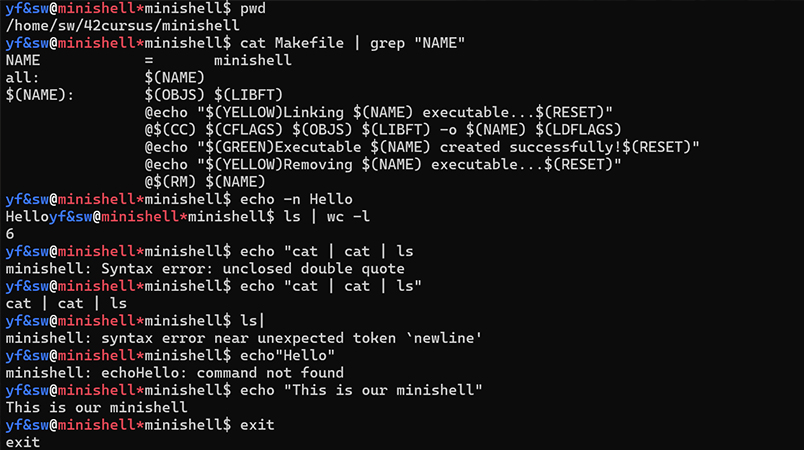 yf&sw@minishell*minishell$ pwd
/home/sw/42cursus/minishell
yf&sw@minishell*minishell$ cat Makefile | grep "NAME"
NAME            =       minishell
all:            $(NAME)
$(NAME):        $(OBJS) $(LIBFT)
                @echo "$(YELLOW)Linking $(NAME) executable...$(RESET)"
                @$(CC) $(CFLAGS) $(OBJS) $(LIBFT) -o $(NAME) $(LDFLAGS)
                @echo "$(GREEN)Executable $(NAME) created successfully!$(RESET)"
                @echo "$(YELLOW)Removing $(NAME) executable...$(RESET)"
                @$(RM) $(NAME)
yf&sw@minishell*minishell$ echo -n Hello
Helloyf&sw@minishell*minishell$ ls | wc -l
6
yf&sw@minishell*minishell$ echo "cat | cat | ls
minishell: Syntax error: unclosed double quote
yf&sw@minishell*minishell$ echo "cat | cat | ls"
cat | cat | ls
yf&sw@minishell*minishell$ ls|
minishell: syntax error near unexpected token `newline'
yf&sw@minishell*minishell$ echo"Hello"
minishell: echoHello: command not found
yf&sw@minishell*minishell$ echo "This is our minishell"
This is our minishell
yf&sw@minishell*minishell$ exit
exit